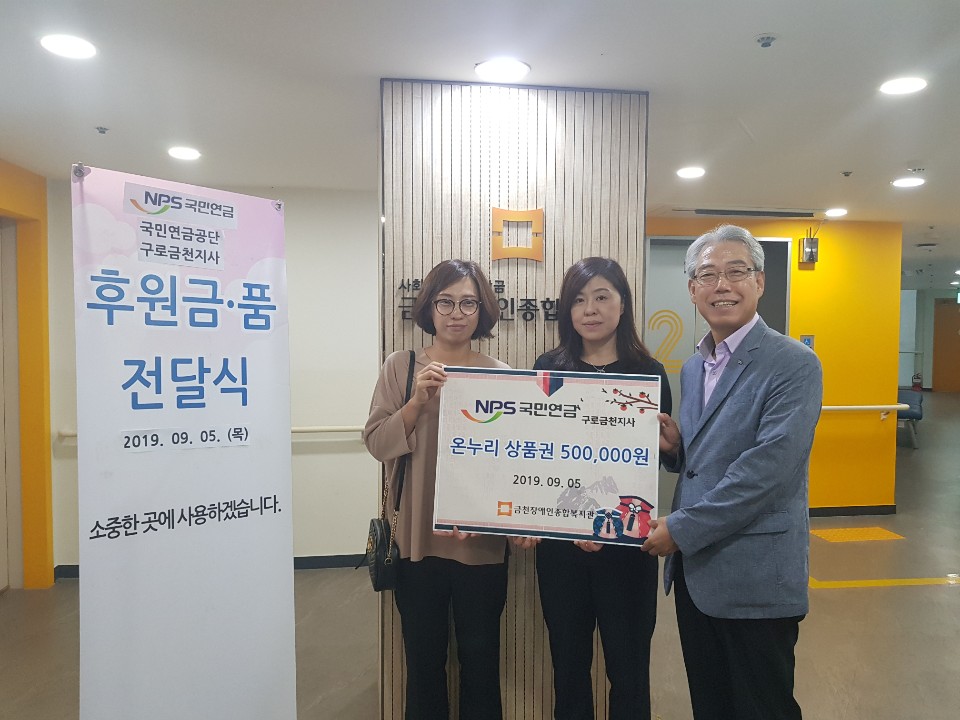 NPS 국민연금
국민연금공단
구로금천지사
후원금·품
전달식
2019. 09. 05. (목)
소중한 곳에 사용하겠습니다.
NPS 국민연금 구로금천지사
온누리 상품권 500,000원
2019. 09. 05
금천장애인종합복지관
2